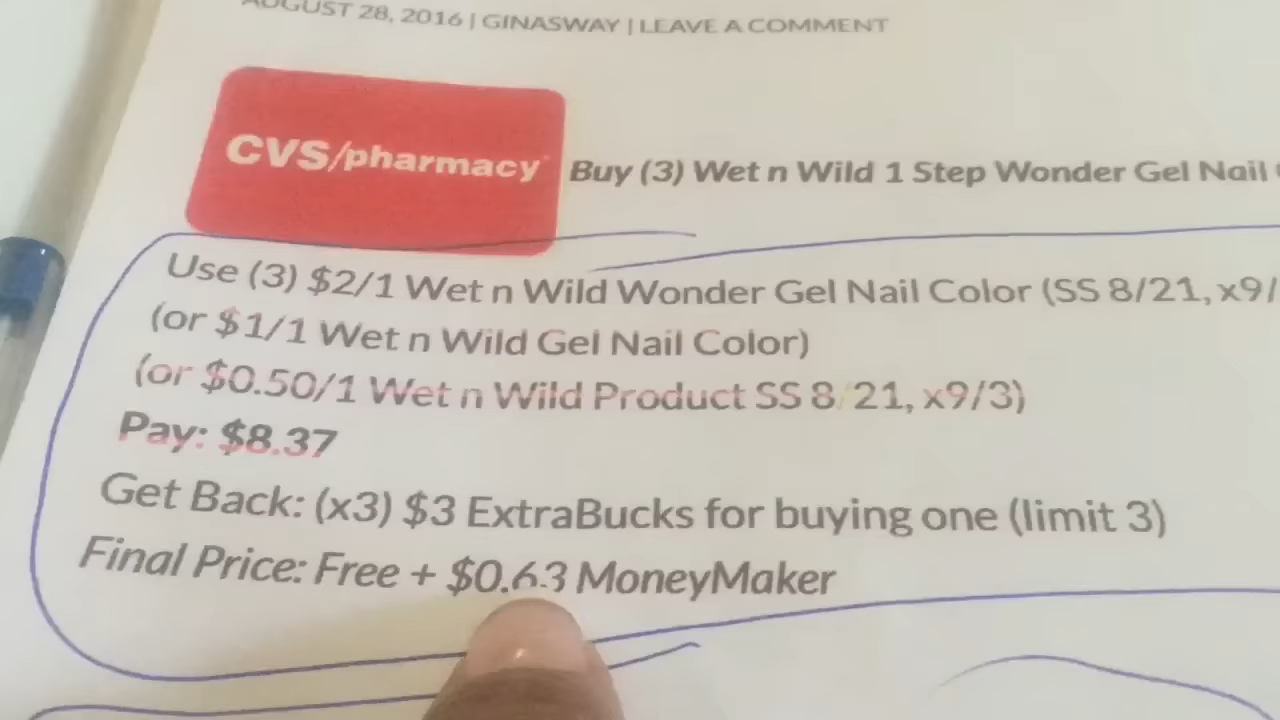 AUGUST 28, 2016 | GINASWAY | LEAVE A COMMENT
CVS/pharmacy
Buy (3) Wet n Wild 1 Step Wonder Gel Nail
Use (3) $2/1 Wet n Wild Wonder Gel Nail Color (SS 8/21, x9/
(or $1/1 Wet n Wild Gel Nail Color)
(or $0.50/1 Wet n Wild Product SS 8/21, x9/3)
Pay: $8.37
Get Back: (x3) $3 ExtraBucks for buying one (limit 3)
Final Price: Free + $0.63 MoneyMaker